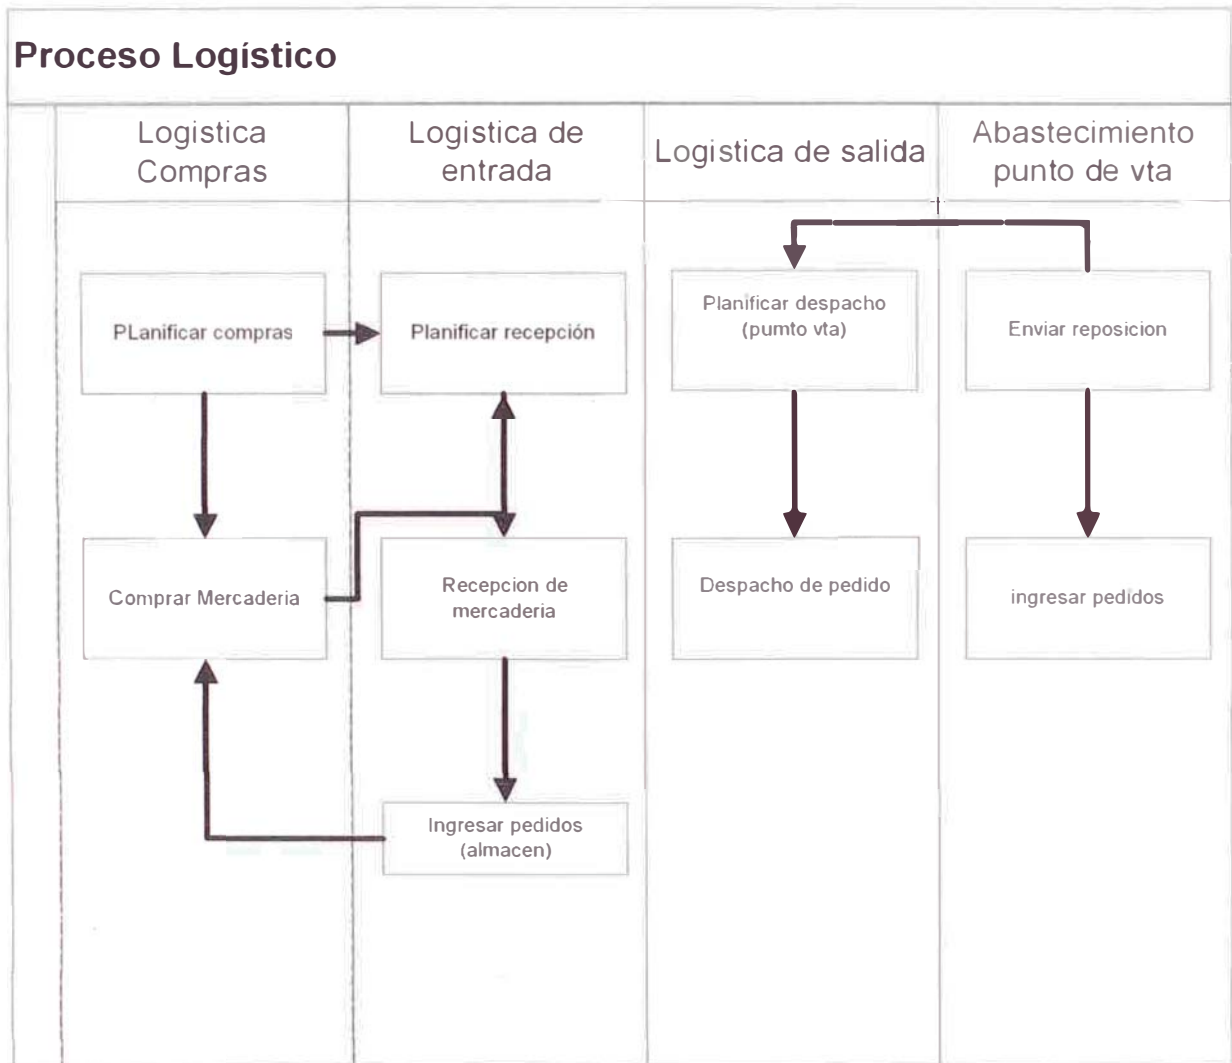 Proceso Logístico
Logistica
Compras
Logistica de
entrada
Logistica de salida
Abastecimiento
punto de vta
PLanificar compras
Planificar recepción
Planificar despacho
(pumto vta)
Enviar reposicion
Comprar Mercaderia
Recepcion de
mercaderia
Despacho de pedido
ingresar pedidos
Ingresar pedidos
(almacen)